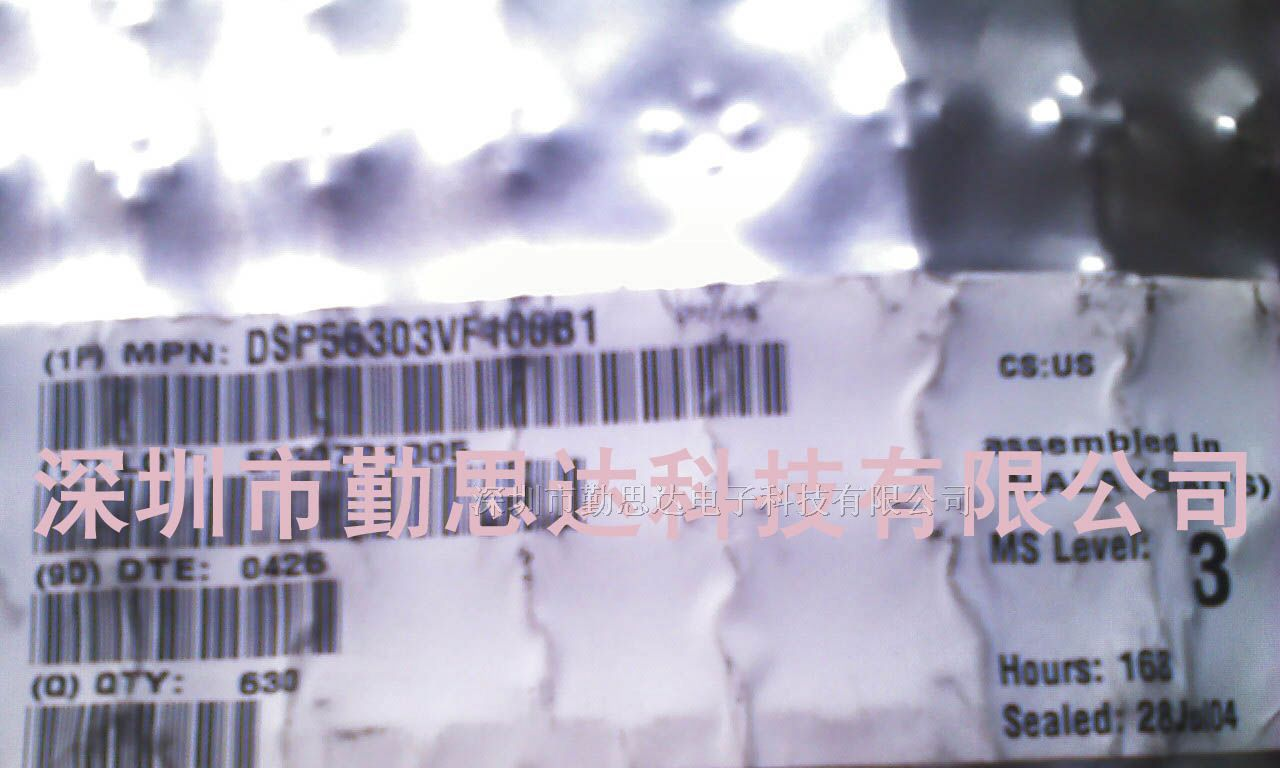 (1P) MPN: DSP56303VF100B1
CS:US
assembled in
深圳市勤思达科技有限公司
深圳市勤思达电子科技有限公司
MS Level: 3
(9D) DTE: 0426
(Q) QTY: 630
Hours: 168
Sealed: 28Jul04